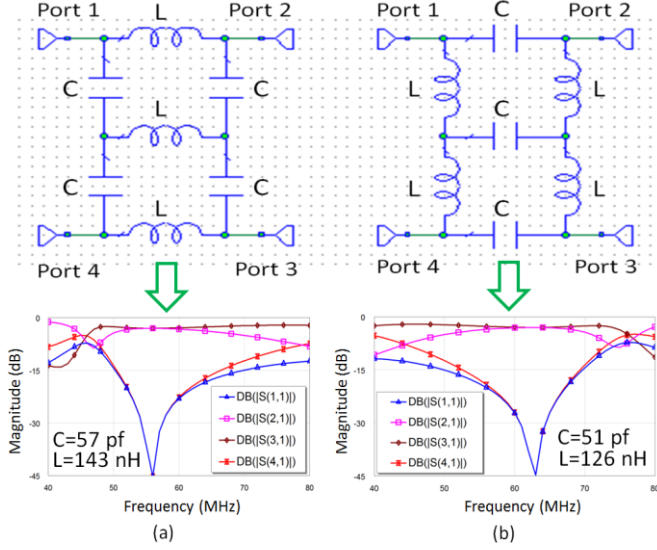 Port 1
L
Port 2
C
C
L
C
C
L
Port 4
Port 3
Port 1
C
Port 2
L
L
C
L
L
C
Port 4
Port 3
Magnitude (dB)
0
-15
-30
-45
DB(|S(1,1)|)
DB(|S(2,1)|)
DB(|S(3,1)|)
DB(|S(4,1)|)
C=57 pf
L=143 nH
40
50
60
70
80
Frequency (MHz)
(a)
Magnitude (dB)
0
-15
-30
-45
DB(|S(1,1)|)
DB(|S(2,1)|)
DB(|S(3,1)|)
DB(|S(4,1)|)
C=51 pf
L=126 nH
40
50
60
70
80
Frequency (MHz)
(b)